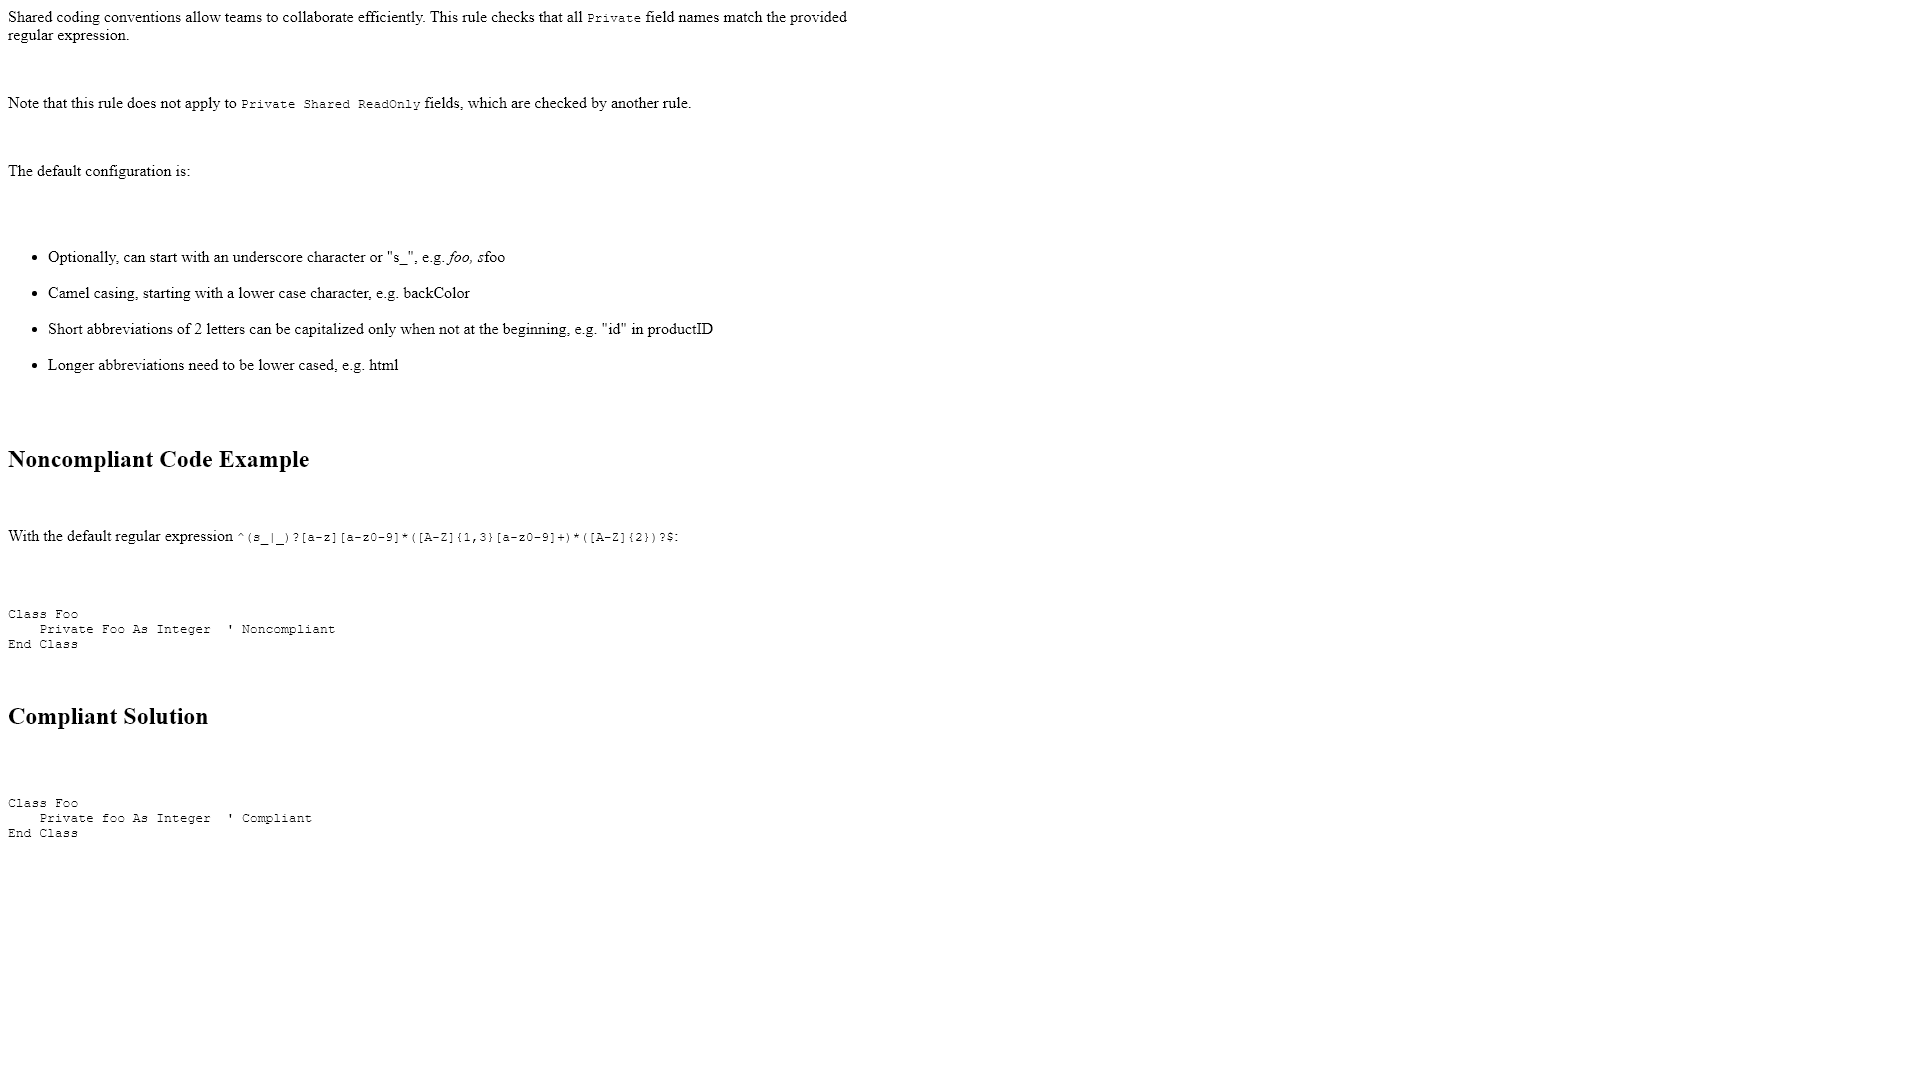 Shared coding conventions allow teams to collaborate efficiently. This rule checks that all Private field names match the provided
regular expression.
Note that this rule does not apply to Private Shared ReadOnly fields, which are checked by another rule.
The default configuration is:
• Optionally, can start with an underscore character or "s_", e.g. foo, sfoo
• Camel casing, starting with a lower case character, e.g. backColor
• Short abbreviations of 2 letters can be capitalized only when not at the beginning, e.g. "id" in productID
• Longer abbreviations need to be lower cased, e.g. html
Noncompliant Code Example
With the default regular expression ^(s_|_)?[a-z][a-z0-9]*([A-Z]{1,3}[a-z0-9]+)*([A-Z]{2})?$:
Class Foo
    Private Foo As Integer  ' Noncompliant
End Class
Compliant Solution
Class Foo
    Private foo As Integer  ' Compliant
End Class